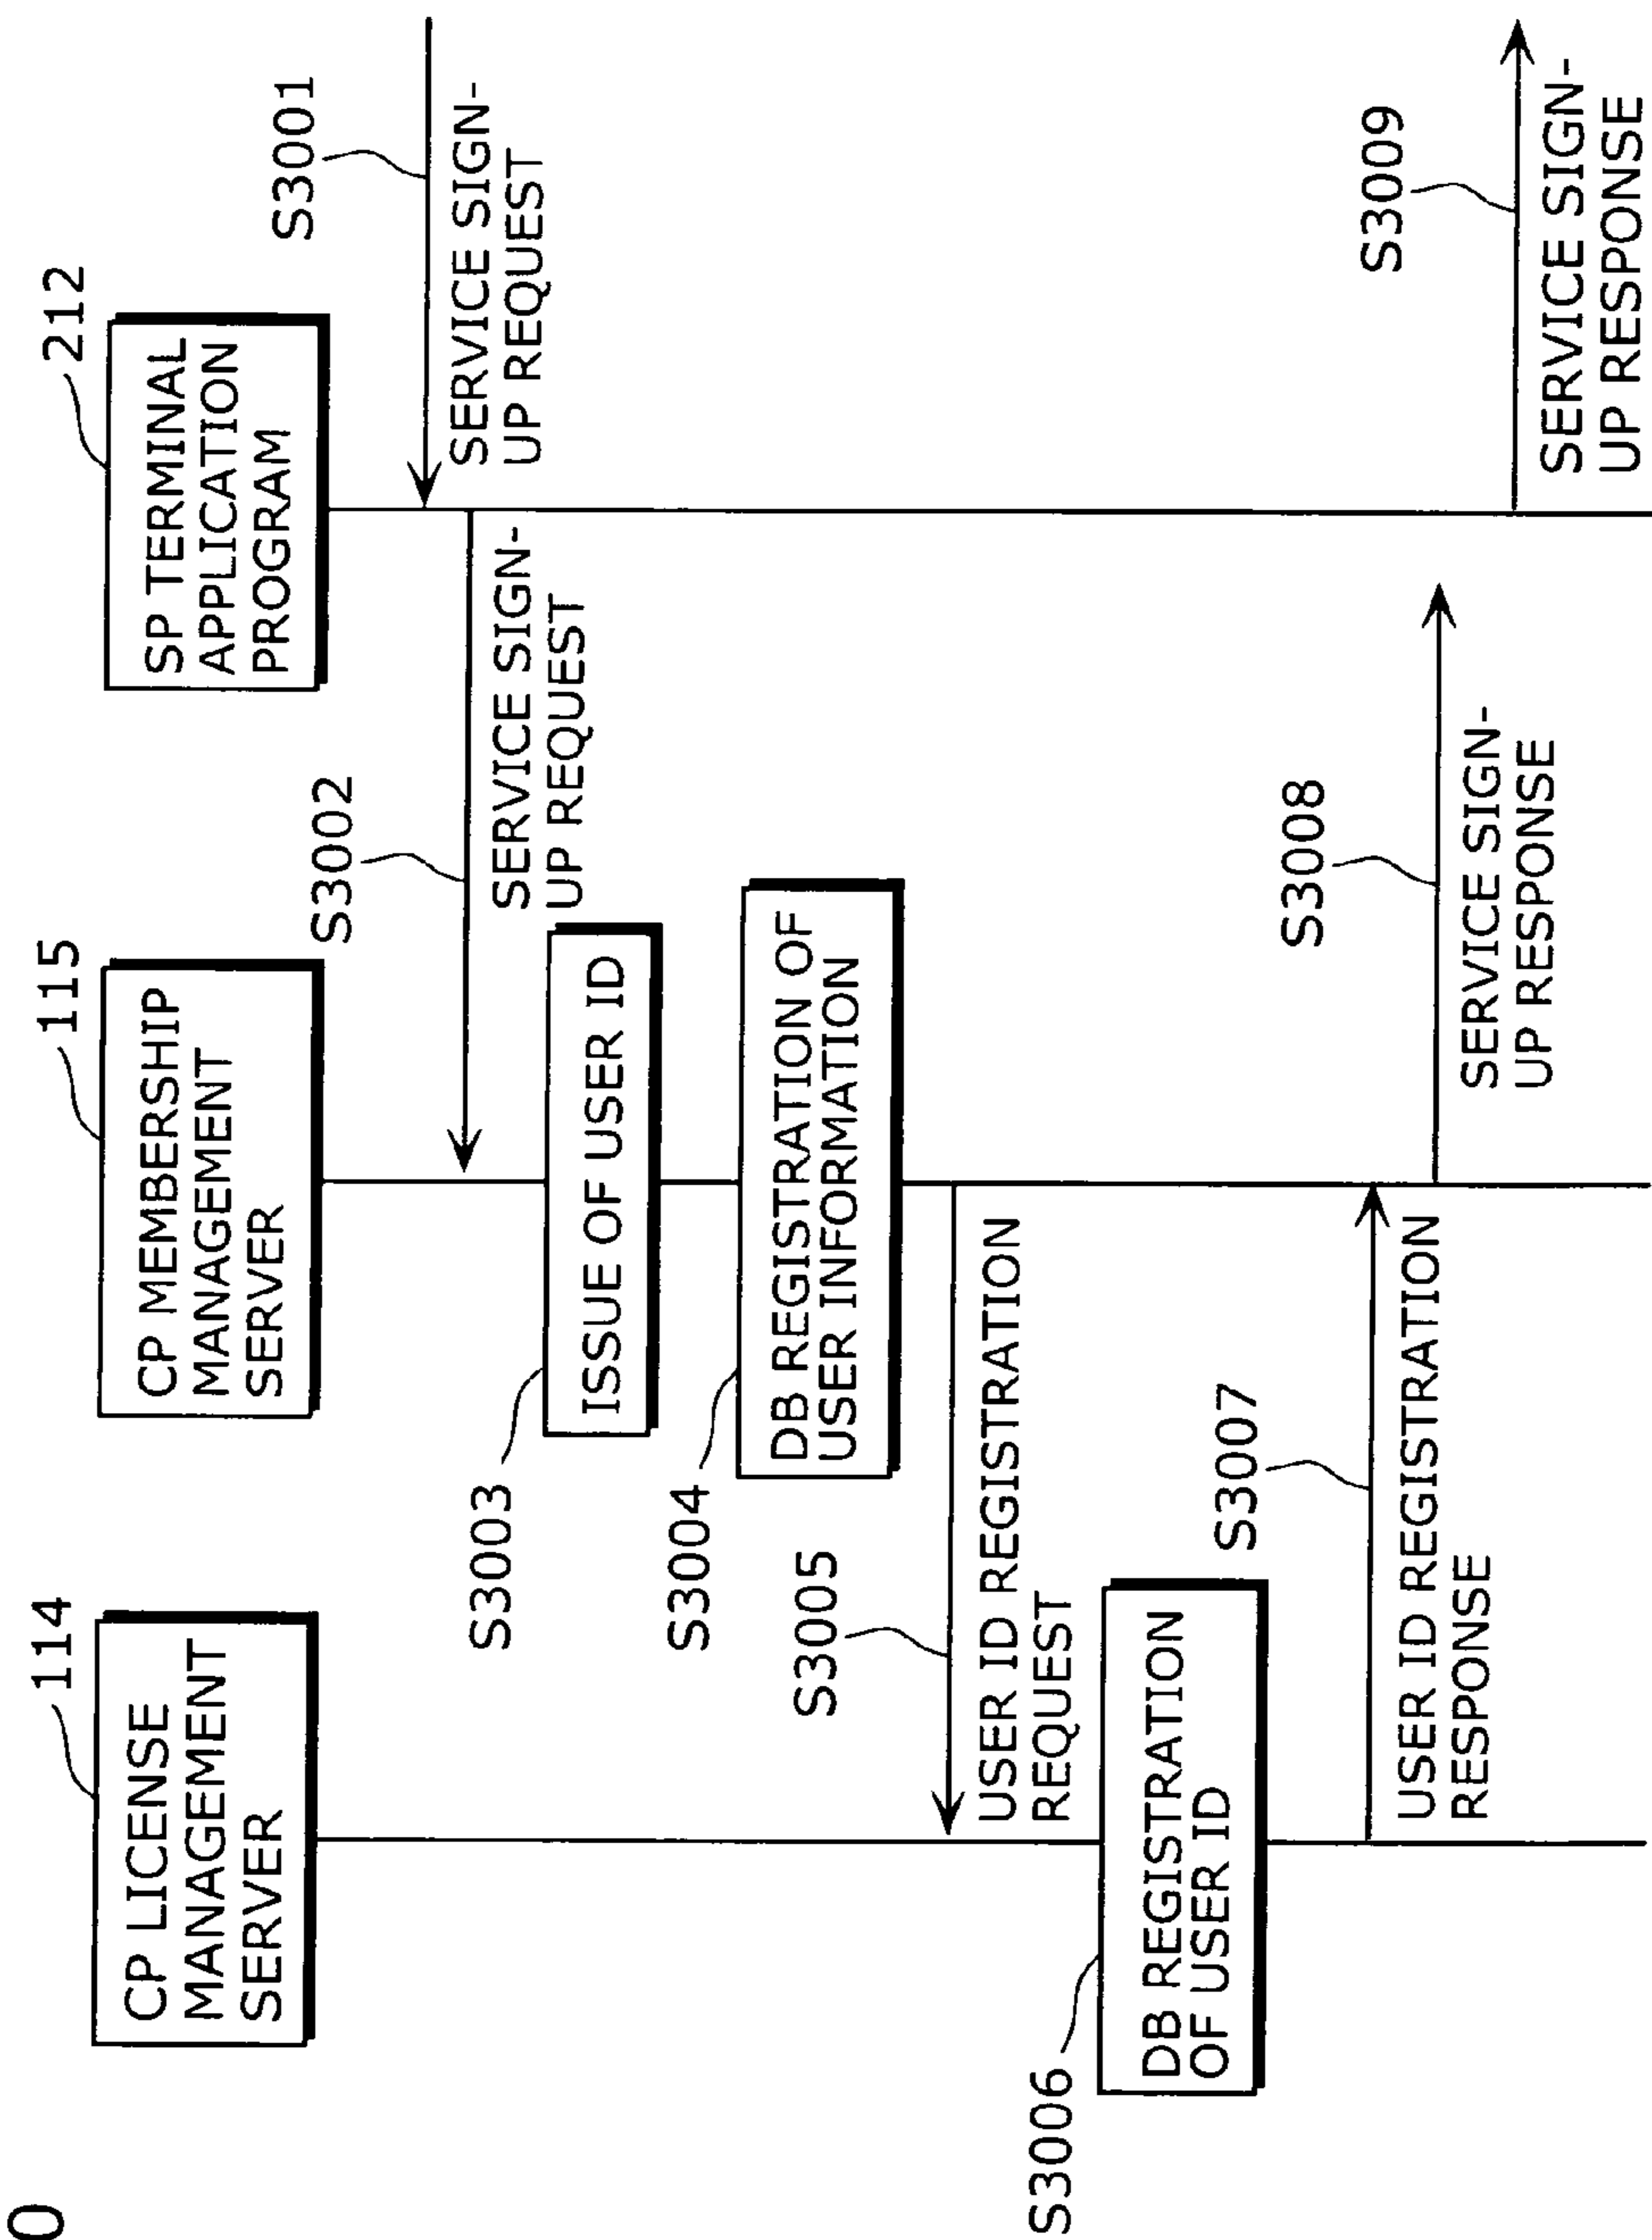 0
114
CP LICENSE
MANAGEMENT
SERVER
115
CP MEMBERSHIP
MANAGEMENT
SERVER
212
SP TERMINAL
APPLICATION
PROGRAM
S3001
SERVICE SIGN-
UP REQUEST
S3002
SERVICE SIGN-
UP REQUEST
S3003
ISSUE OF USER ID
S3004
DB REGISTRATION OF
USER INFORMATION
S3005
USER ID REGISTRATION
REQUEST
S3006
DB REGISTRATION
OF USER ID
S3007
USER ID REGISTRATION
RESPONSE
S3008
SERVICE SIGN-
UP RESPONSE
S3009
SERVICE SIGN-
UP RESPONSE